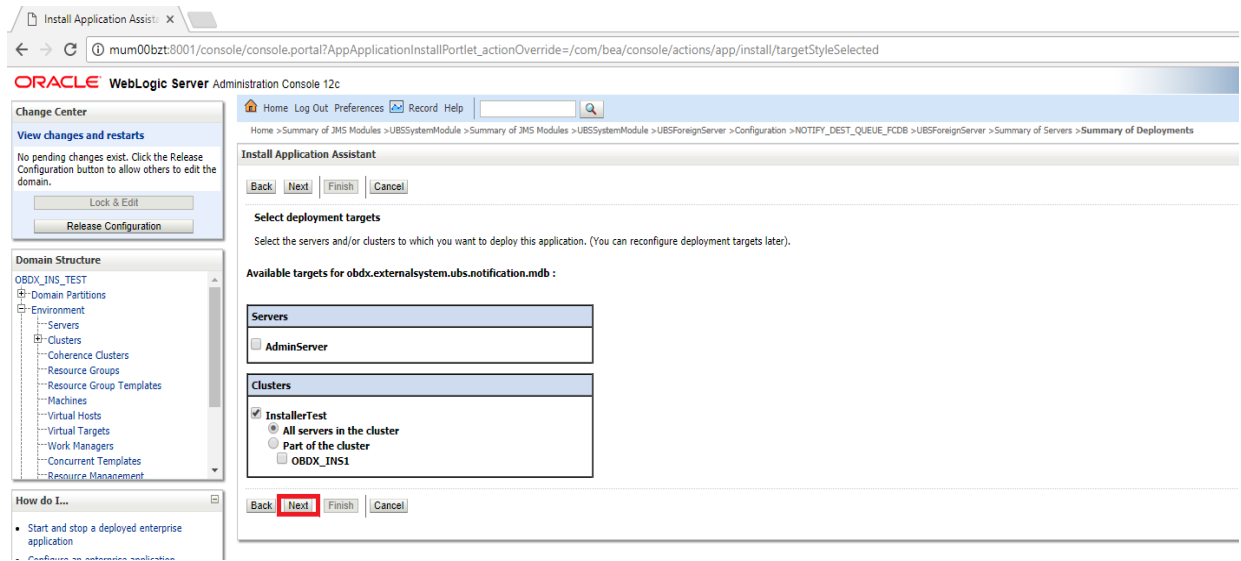 Install Application Assista
mum00bzt:8001/console/console.portal?AppApplicationInstallPortlet_actionOverride=/com/bea/console/actions/app/install/targetStyleSelected
ORACLE WebLogic Server Administration Console 12c
Change Center
View changes and restarts
No pending changes exist. Click the Release
Configuration button to allow others to edit the
domain.
Lock & Edit
Release Configuration
Domain Structure
OBDX_INS_TEST
Domain Partitions
Environment
Servers
Clusters
Coherence Clusters
Resource Groups
Resource Group Templates
Machines
Virtual Hosts
Virtual Targets
Work Managers
Concurrent Templates
Resource Management
How do I...
Start and stop a deployed enterprise
application
Configure an enterprise application
Home Log Out Preferences Record Help
Home >Summary of JMS Modules >UBSSystemModule >Summary of JMS Modules >UBSSystemModule >UBSForeignServer >Configuration >NOTIFY_DEST_QUEUE_FCDB >UBSForeignServer >Summary of Servers >Summary of Deployments
Install Application Assistant
Back Next Finish Cancel
Select deployment targets
Select the servers and/or clusters to which you want to deploy this application. (You can reconfigure deployment targets later).
Available targets for obdx.externalsystem.ubs.notification.mdb :
Servers
AdminServer
Clusters
InstallerTest
All servers in the cluster
Part of the cluster
OBDX_INS1
Back Next Finish Cancel